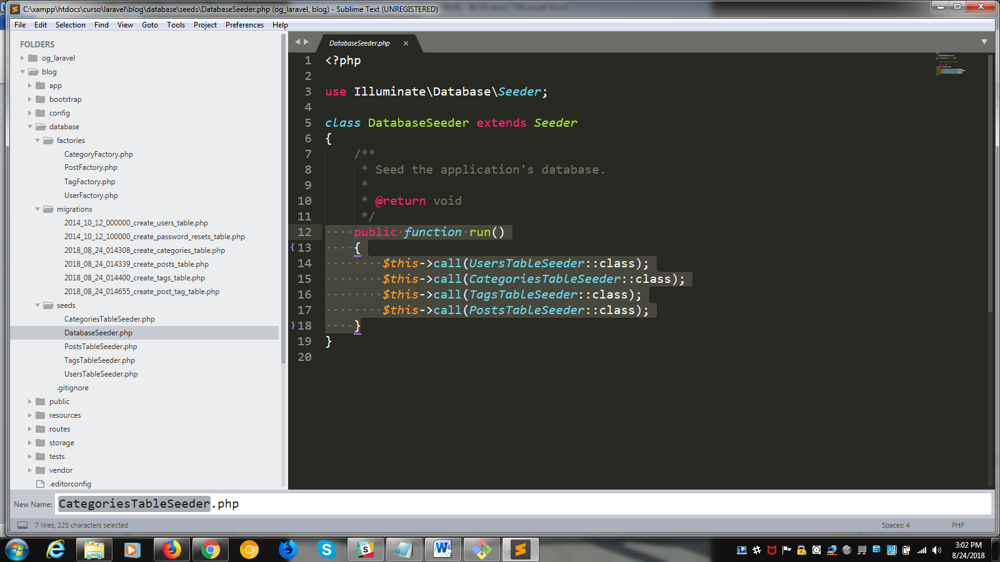 C:\xampp\htdocs\curso\laravel\blog\database\seeds\DatabaseSeeder.php (og_laravel, blog) - Sublime Text (UNREGISTERED)
File Edit Selection Find View Goto Tools Project Preferences Help
FOLDERS
og_laravel
blog
app
bootstrap
config
database
factories
CategoryFactory.php
PostFactory.php
TagFactory.php
UserFactory.php
migrations
2014_10_12_000000_create_users_table.php
2014_10_12_100000_create_password_resets_table.php
2018_08_24_014308_create_categories_table.php
2018_08_24_014339_create_posts_table.php
2018_08_24_014400_create_tags_table.php
2018_08_24_014655_create_post_tag_table.php
seeds
CategoriesTableSeeder.php
DatabaseSeeder.php
PostsTableSeeder.php
TagsTableSeeder.php
UsersTableSeeder.php
.gitignore
public
resources
routes
storage
tests
vendor
.editorconfig
DatabaseSeeder.php
1 <?php
2
3 use Illuminate\Database\Seeder;
4
5 class DatabaseSeeder extends Seeder
6 {
7     /**
8      * Seed the application's database.
9      *
10      * @return void
11      */
12     public function run()
13     {
14         $this->call(UsersTableSeeder::class);
15         $this->call(CategoriesTableSeeder::class);
16         $this->call(TagsTableSeeder::class);
17         $this->call(PostsTableSeeder::class);
18     }
19 }
20
New Name: CategoriesTableSeeder.php
7 lines, 225 characters selected
Spaces: 4 PHP
3:02 PM
8/24/2018